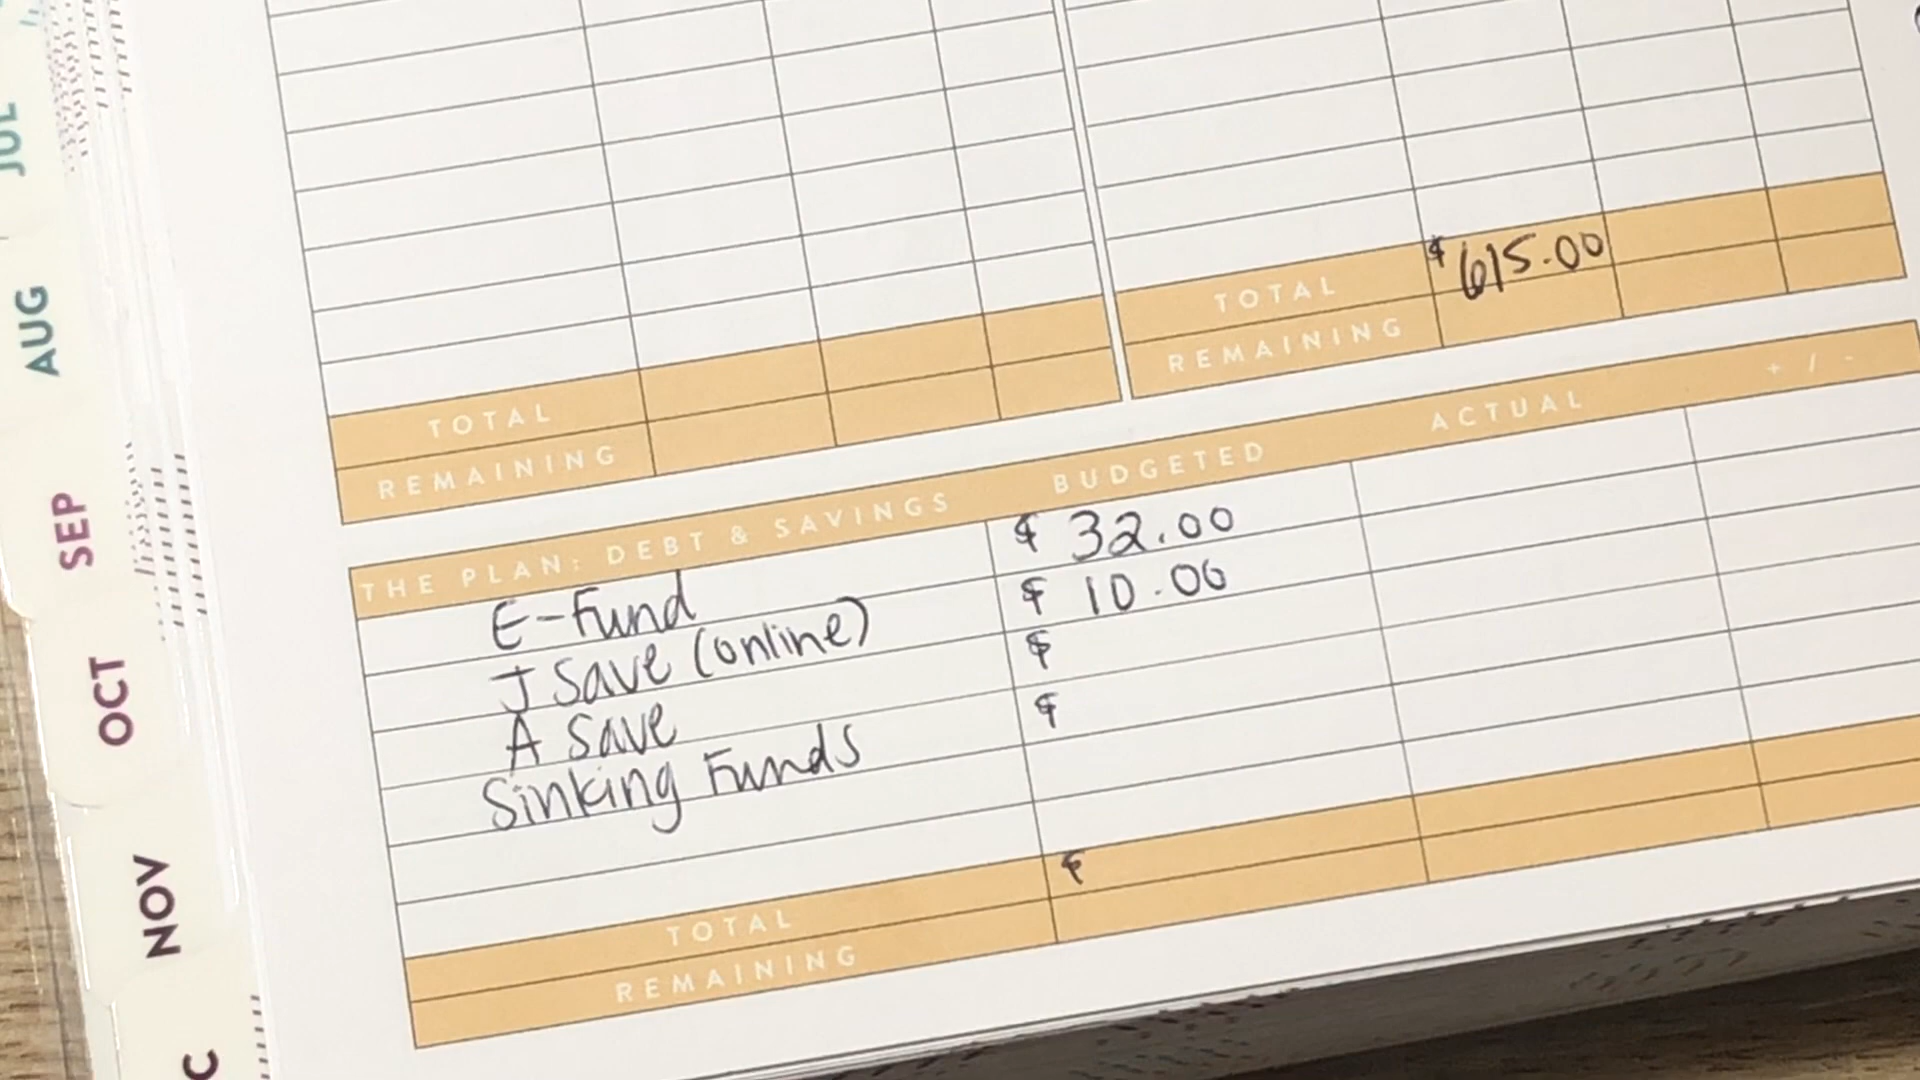 JUL
AUG
SEP
OCT
NOV
C
TOTAL $615.00
REMAINING
TOTAL
REMAINING
THE PLAN: DEBT & SAVINGS BUDGETED ACTUAL + / -
E-Fund $ 32.00
J Save (online) $ 10.00
A Save $
Sinking Funds $
TOTAL $
REMAINING